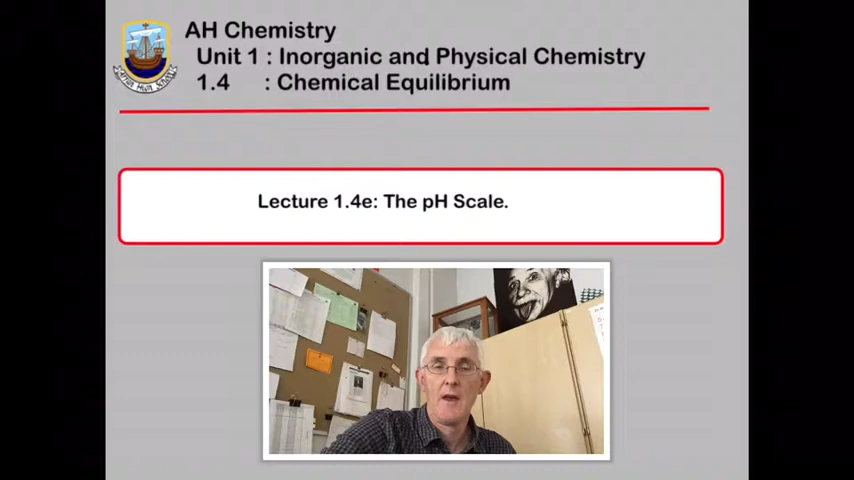 AH Chemistry
Unit 1 : Inorganic and Physical Chemistry
1.4 : Chemical Equilibrium
Lecture 1.4e: The pH Scale.